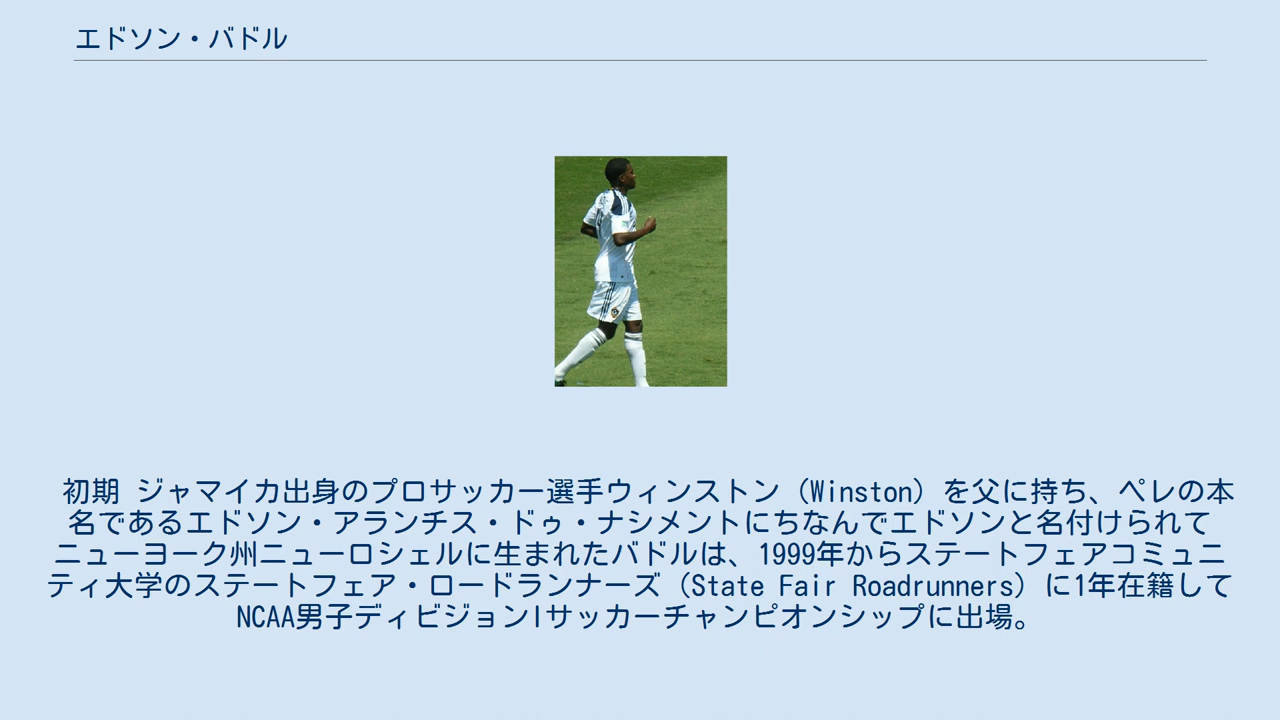 エドソン・バドル
初期 ジャマイカ出身のプロサッカー選手ウィンストン（Winston）を父に持ち、ペレの本
名であるエドソン・アランチス・ドゥ・ナシメントにちなんでエドソンと名付けられて
ニューヨーク州ニューロシェルに生まれたバドルは、1999年からステートフェアコミュニ
ティ大学のステートフェア・ロードランナーズ（State Fair Roadrunners）に1年在籍して
NCAA男子ディビジョンIサッカーチャンピオンシップに出場。